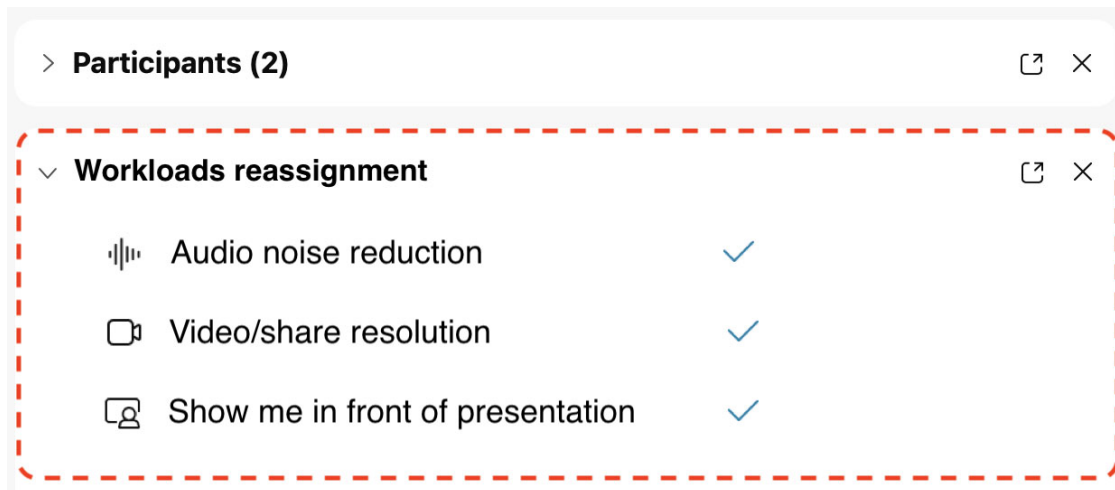 Participants (2)
Workloads reassignment
Audio noise reduction
Video/share resolution
Show me in front of presentation